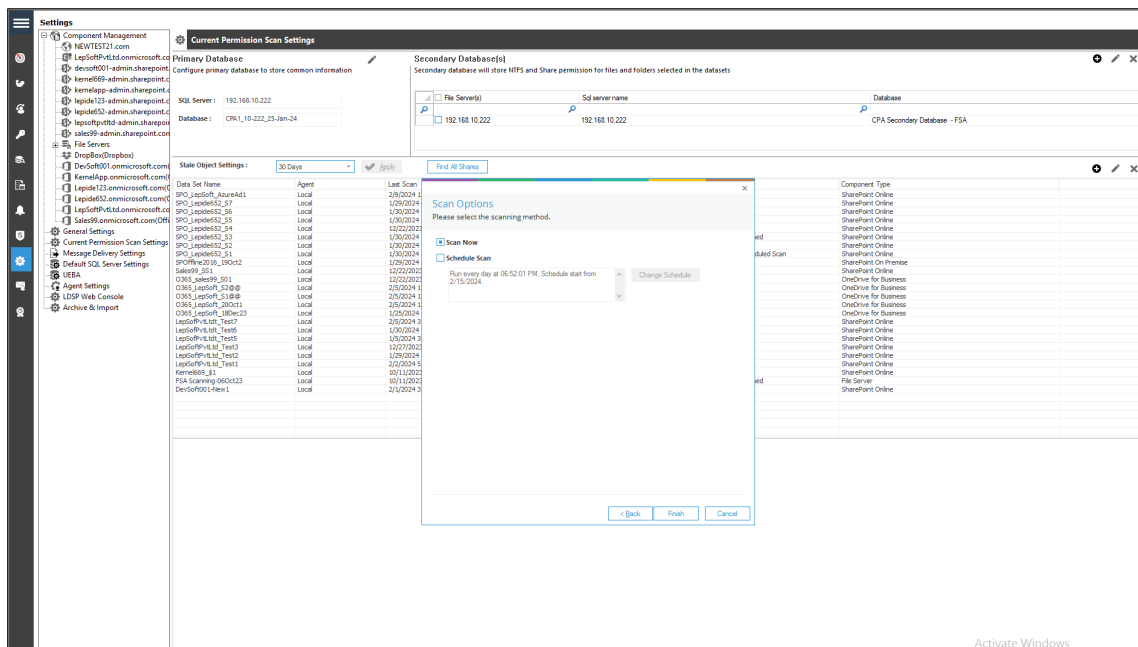 Settings
Component Management
NEWTEST21.com
LepSoftPvtLtd.onmicrosoft.co
devsoft001-admin.sharepoint.
kernel669-admin.sharepoint.c
kernelapp-admin.sharepoint.c
lepide123-admin.sharepoint.c
lepide652-admin.sharepoint.c
lepsoftpvtltd-admin.sharepoin
sales99-admin.sharepoint.con
File Servers
DropBox(Dropbox)
DevSoft001.onmicrosoft.com(
KernelApp.onmicrosoft.com(
Lepide123.onmicrosoft.com(C
Lepide652.onmicrosoft.com(C
LepSoftPvtLtd.onmicrosoft.co
Sales99.onmicrosoft.com(Offi
General Settings
Current Permission Scan Settings
Message Delivery Settings
Default SQL Server Settings
UEBA
Agent Settings
LDSP Web Console
Archive & Import
Current Permission Scan Settings
Primary Database
Configure primary database to store common information
SQL Server : 192.168.10.222
Database : CPA1_10-222_25-Jan-24
Secondary Database(s)
Secondary database will store NTFS and Share permission for files and folders selected in the datasets
File Server(s) Sql server name Database
192.168.10.222 192.168.10.222 CPA Secondary Database - FSA
Stale Object Settings : 30 Days Apply Find All Shares
Data Set Name Agent Last Scan Component Type
SPO_LepSoft_AzureAd1 Local 2/9/2024 1 SharePoint Online
SPO_Lepide652_S7 Local 1/29/2024 SharePoint Online
SPO_Lepide652_S6 Local 1/30/2024 SharePoint Online
SPO_Lepide652_S5 Local 1/30/2024 SharePoint Online
SPO_Lepide652_S4 Local 12/22/2023 SharePoint Online
SPO_Lepide652_S3 Local 1/30/2024 ed SharePoint Online
SPO_Lepide652_S2 Local 1/30/2024 SharePoint Online
SPO_Lepide652_S1 Local 1/30/2024 duled Scan SharePoint Online
SPOffline2016_19Oct2 Local 1/29/2024 SharePoint On Premise
Sales99_SS1 Local 12/22/2023 SharePoint Online
O365_sales99_S01 Local 12/22/2023 OneDrive for Business
O365_LepSoft_S2@@ Local 2/5/2024 1 OneDrive for Business
O365_LepSoft_S1@@ Local 2/5/2024 1 OneDrive for Business
O365_LepSoft_20Oct1 Local 2/5/2024 1 OneDrive for Business
O365_LepSoft_18Dec23 Local 1/25/2024 OneDrive for Business
LepSofPvtLtdt_Test7 Local 2/5/2024 3 SharePoint Online
LepSofPvtLtdt_Test6 Local 1/30/2024 SharePoint Online
LepSofPvtLtdt_Test5 Local 1/5/2024 3 SharePoint Online
LepiSoftPvtLtd_Test3 Local 12/27/2023 SharePoint Online
LepiSoftPvtLtd_Test2 Local 1/29/2024 SharePoint Online
LepiSoftPvtLtd_Test1 Local 2/2/2024 5 SharePoint Online
Kernel669_$1 Local 10/11/2023 SharePoint Online
FSA Scanning-06Oct23 Local 10/11/2023 ed File Server
DevSoft001-New1 Local 2/1/2024 3 SharePoint Online
Scan Options
Please select the scanning method.
Scan Now
Schedule Scan
Run every day at 06:52:01 PM, Schedule start from
2/15/2024.
Change Schedule
< Back Finish Cancel
Activate Windows